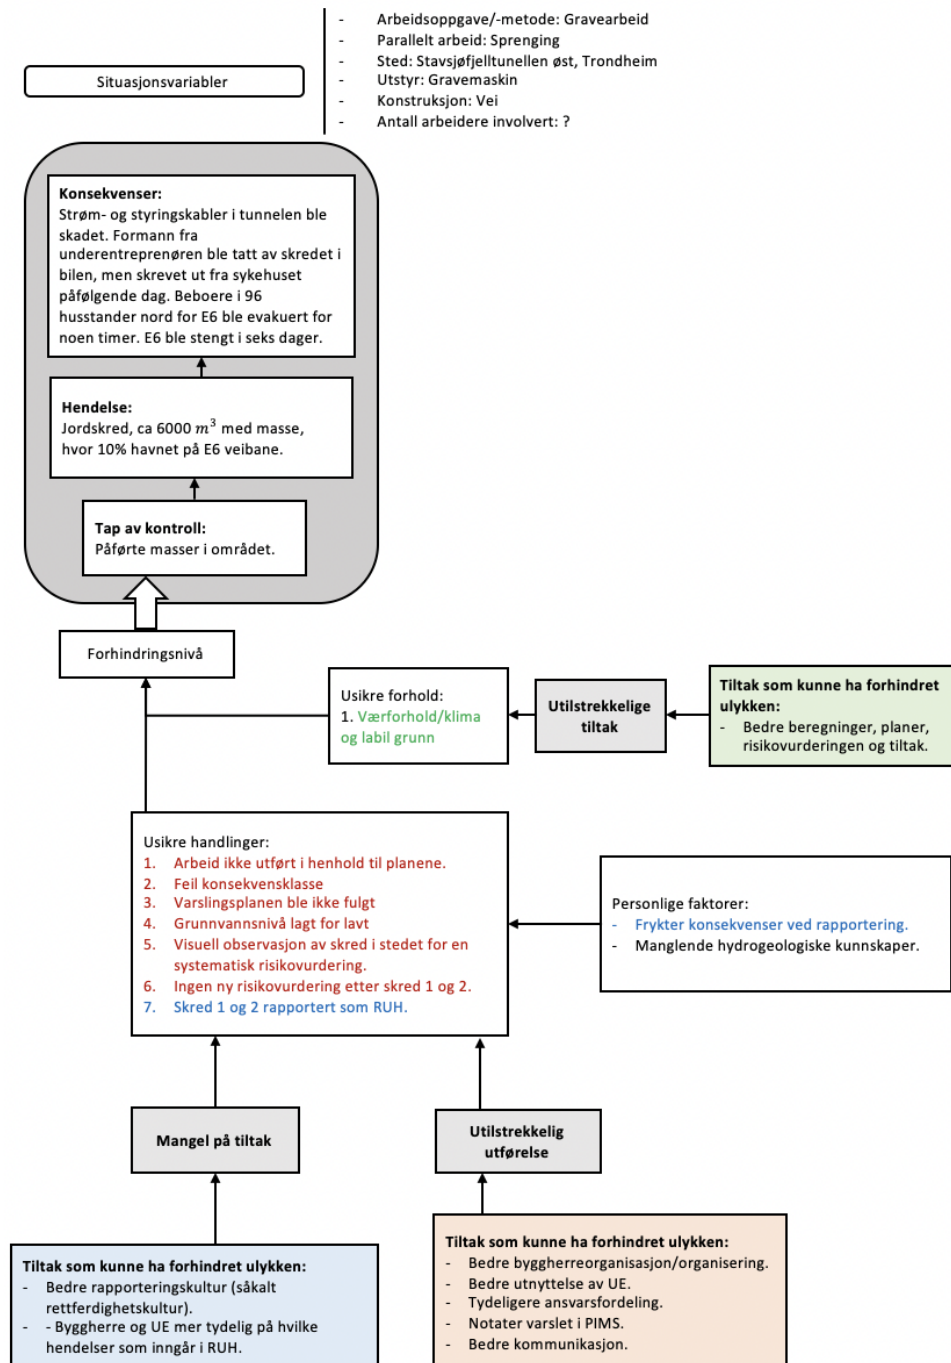 - Arbeidsoppgave/-metode: Gravearbeid
- Parallelt arbeid: Sprenging
- Sted: Stavsjøfjelltunellen øst, Trondheim
- Utstyr: Gravemaskin
- Konstruksjon: Vei
- Antall arbeidere involvert: ?
Situasjonsvariabler
Konsekvenser:
Strøm- og styringskabler i tunnelen ble
skadet. Formann fra
underentreprenøren ble tatt av skredet i
bilen, men skrevet ut fra sykehuset
påfølgende dag. Beboere i 96
husstander nord for E6 ble evakuert for
noen timer. E6 ble stengt i seks dager.
Hendelse:
Jordskred, ca 6000 m³ med masse,
hvor 10% havnet på E6 veibane.
Tap av kontroll:
Påførte masser i området.
Forhindringsnivå
Usikre forhold:
1. Værforhold/klima
og labil grunn
Utilstrekkelige
tiltak
Tiltak som kunne ha forhindret
ulykken:
- Bedre beregninger, planer,
risikovurderingen og tiltak.
Usikre handlinger:
1. Arbeid ikke utført i henhold til planene.
2. Feil konsekvensklasse
3. Varslingsplanen ble ikke fulgt
4. Grunnvannsnivå lagt for lavt
5. Visuell observasjon av skred i stedet for en
systematisk risikovurdering.
6. Ingen ny risikovurdering etter skred 1 og 2.
7. Skred 1 og 2 rapportert som RUH.
Personlige faktorer:
- Frykter konsekvenser ved rapportering.
- Manglende hydrogeologiske kunnskaper.
Mangel på tiltak
Utilstrekkelig
utførelse
Tiltak som kunne ha forhindret ulykken:
- Bedre rapporteringskultur (såkalt
rettferdighetskultur).
- - Byggherre og UE mer tydelig på hvilke
hendelser som inngår i RUH.
Tiltak som kunne ha forhindret ulykken:
- Bedre byggherreorganisasjon/organisering.
- Bedre utnyttelse av UE.
- Tydeligere ansvarsfordeling.
- Notater varslet i PIMS.
- Bedre kommunikasjon.